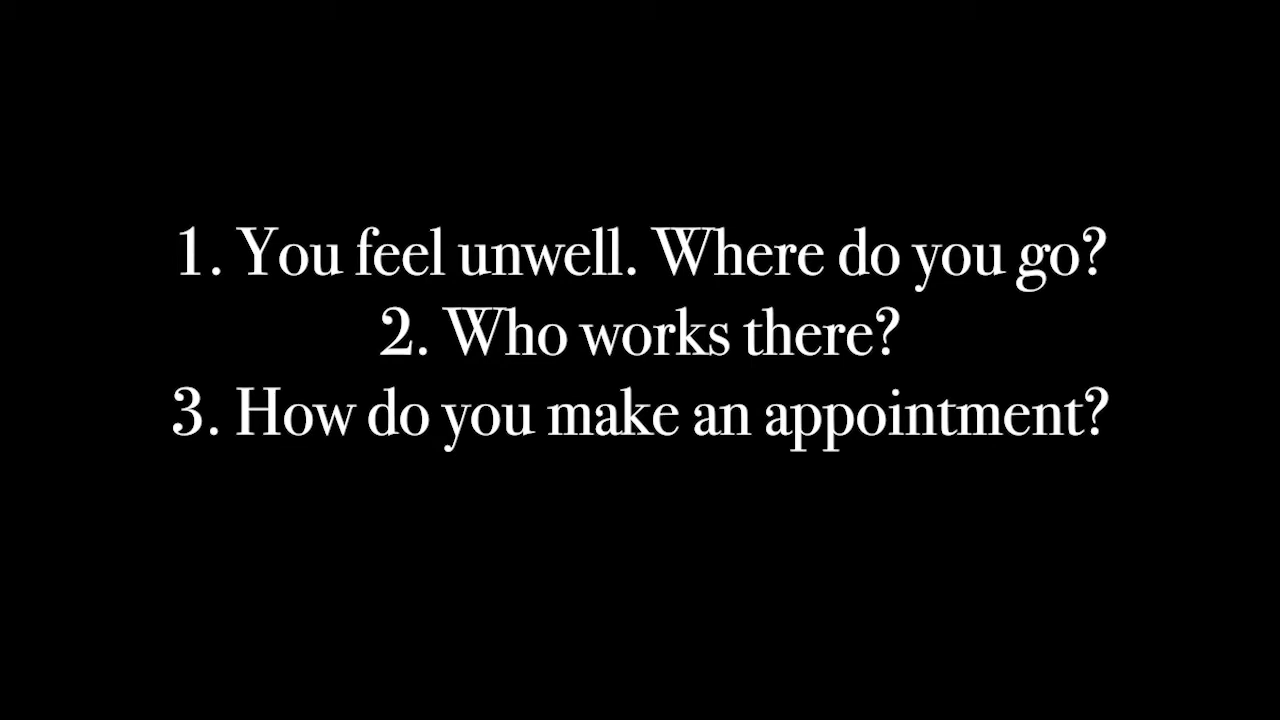 1. You feel unwell. Where do you go?
2. Who works there?
3. How do you make an appointment?